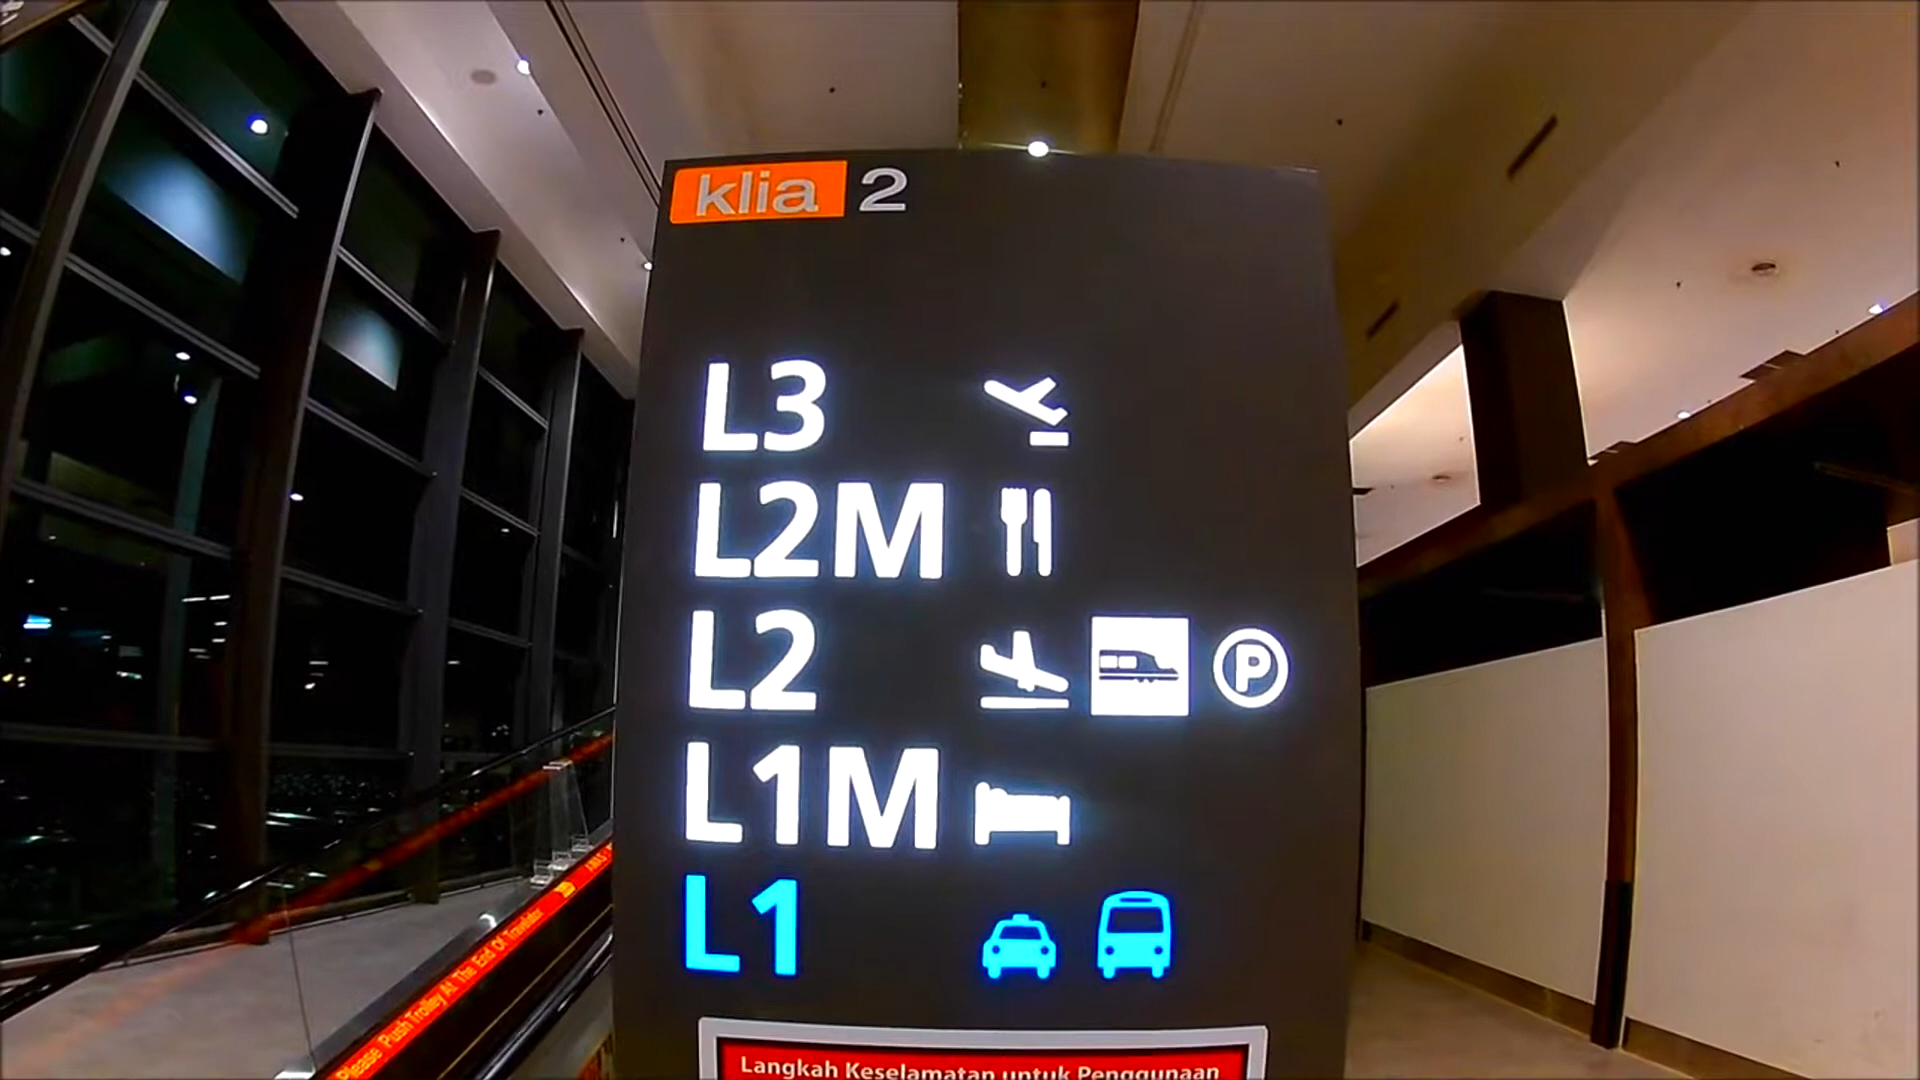 klia 2
L3
L2M
L2
P
L1M
L1
Langkah Keselamatan untuk Penggunaan
Please Push Trolley At The End Of Travelator